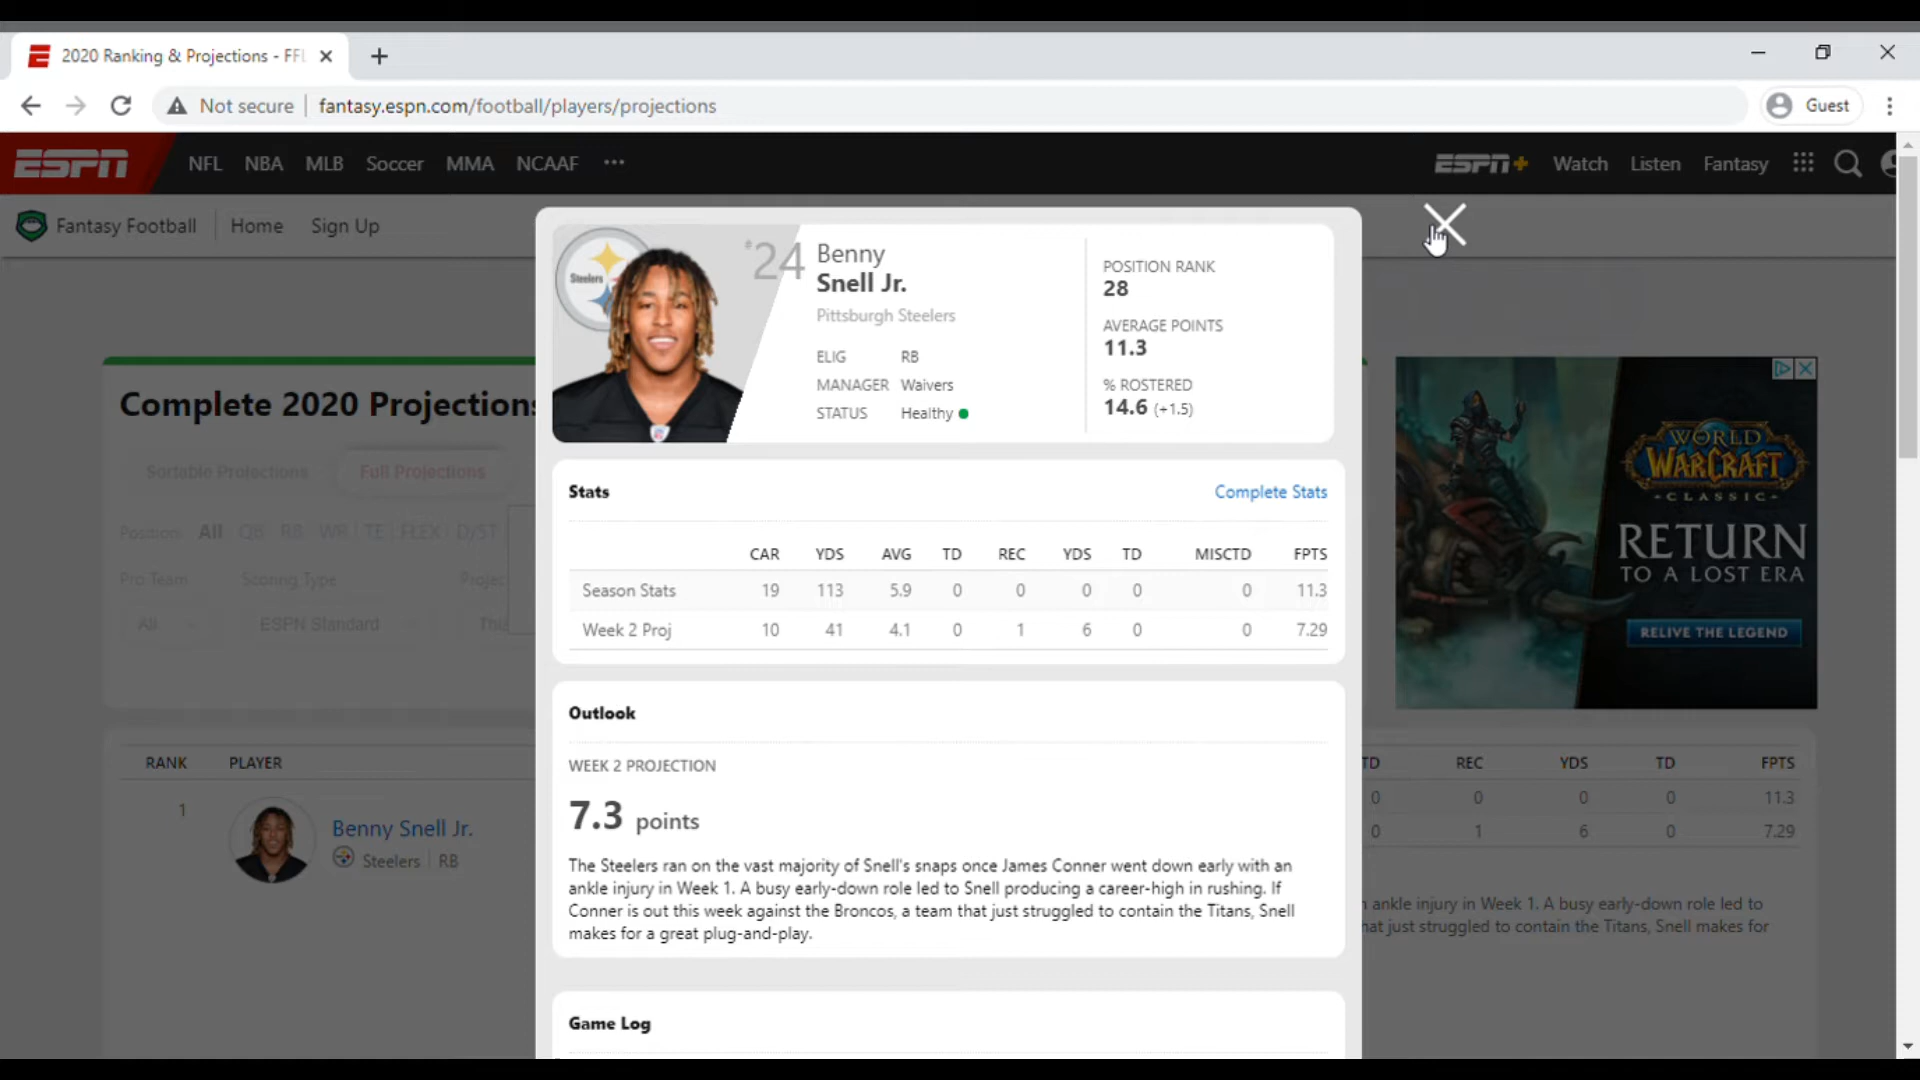 2020 Ranking & Projections - FFL
Not secure fantasy.espn.com/football/players/projections Guest
ESPN NFL NBA MLB Soccer MMA NCAAF ESPN+ Watch Listen Fantasy
Fantasy Football Home Sign Up
Steelers
#24
Benny
Snell Jr.
Pittsburgh Steelers
ELIG RB
MANAGER Waivers
STATUS Healthy
POSITION RANK
28
AVERAGE POINTS
11.3
% ROSTERED
14.6 (+1.5)
Complete 2020 Projections
Sortable Projections Full Projections
Position: All QB RB WR TE FLEX D/ST
Pro Team Scoring Type Projec
All ESPN Standard This
Stats Complete Stats
CAR YDS AVG TD REC YDS TD MISCTD FPTS
Season Stats 19 113 5.9 0 0 0 0 0 11.3
Week 2 Proj 10 41 4.1 0 1 6 0 0 7.29
Outlook
WEEK 2 PROJECTION
7.3 points
The Steelers ran on the vast majority of Snell's snaps once James Conner went down early with an
ankle injury in Week 1. A busy early-down role led to Snell producing a career-high in rushing. If
Conner is out this week against the Broncos, a team that just struggled to contain the Titans, Snell
makes for a great plug-and-play.
Game Log
WORLD
WARCRAFT
CLASSIC
RETURN
TO A LOST ERA
RELIVE THE LEGEND
RANK PLAYER
1 Benny Snell Jr.
Steelers RB
TD REC YDS TD FPTS
0 0 0 0 11.3
0 1 6 0 7.29
ankle injury in Week 1. A busy early-down role led to
hat just struggled to contain the Titans, Snell makes for